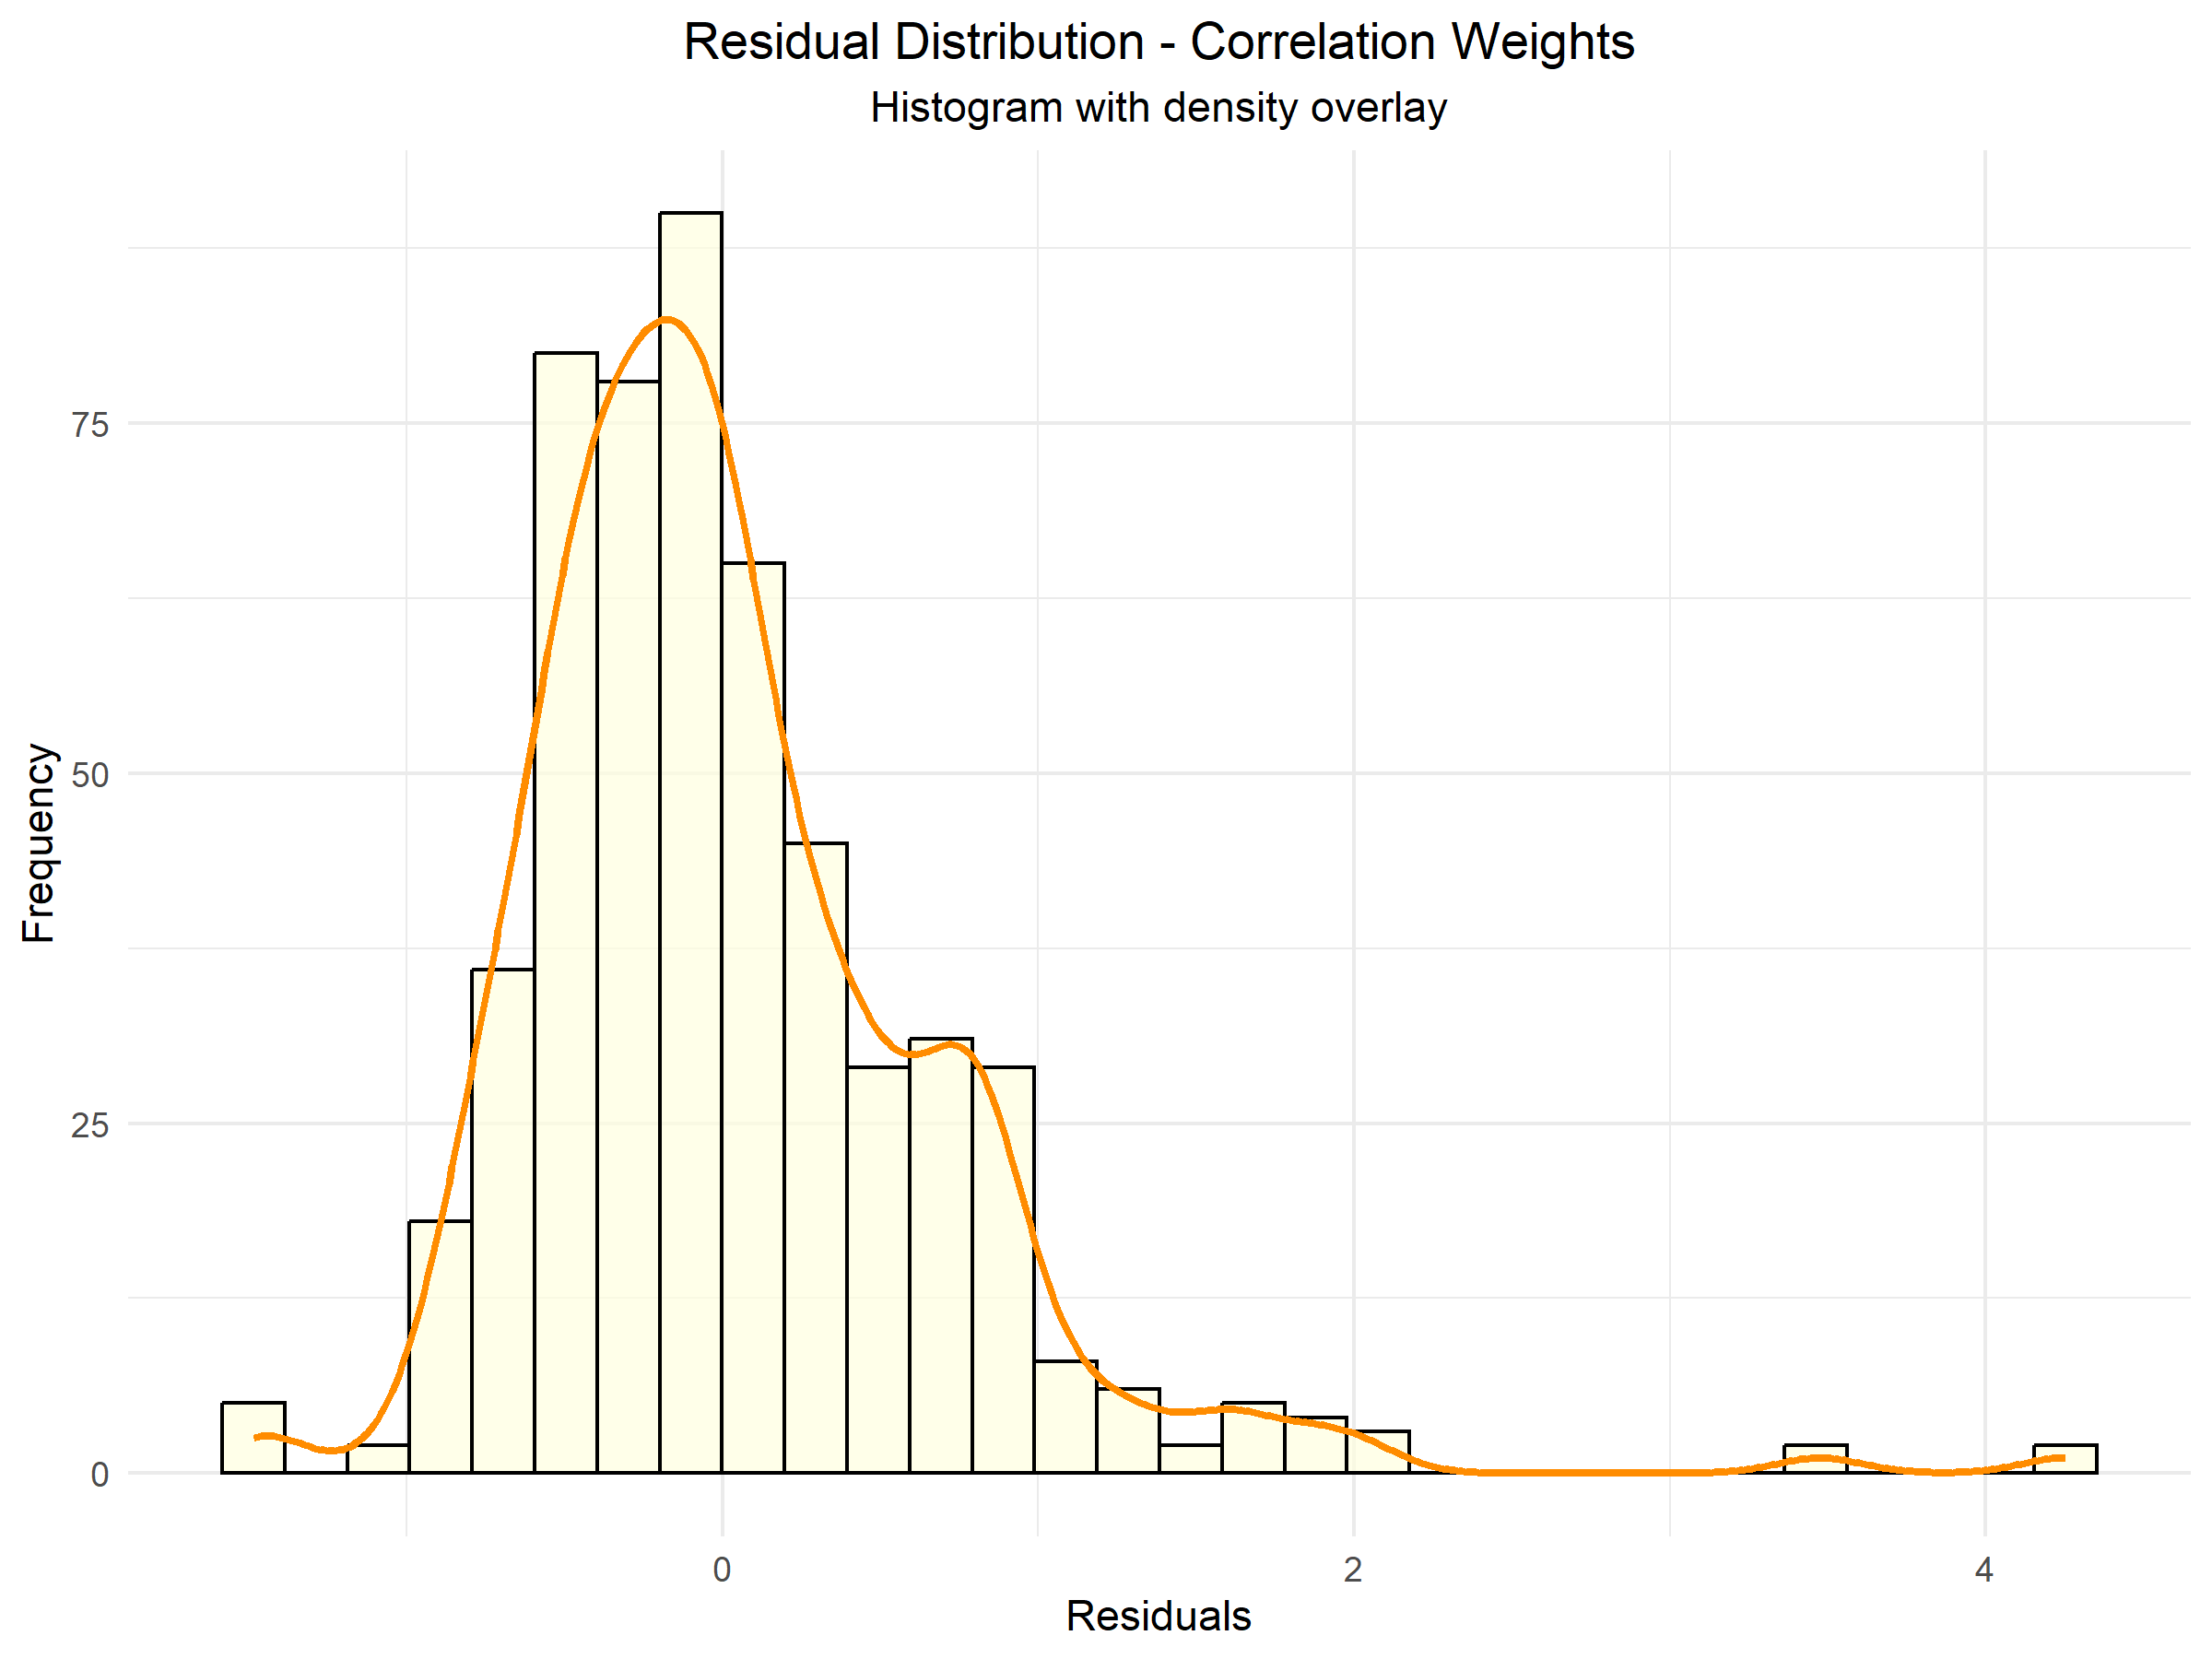 Residual Distribution - Correlation Weights
Histogram with density overlay
Frequency
75
50
25
0
0
2
4
Residuals